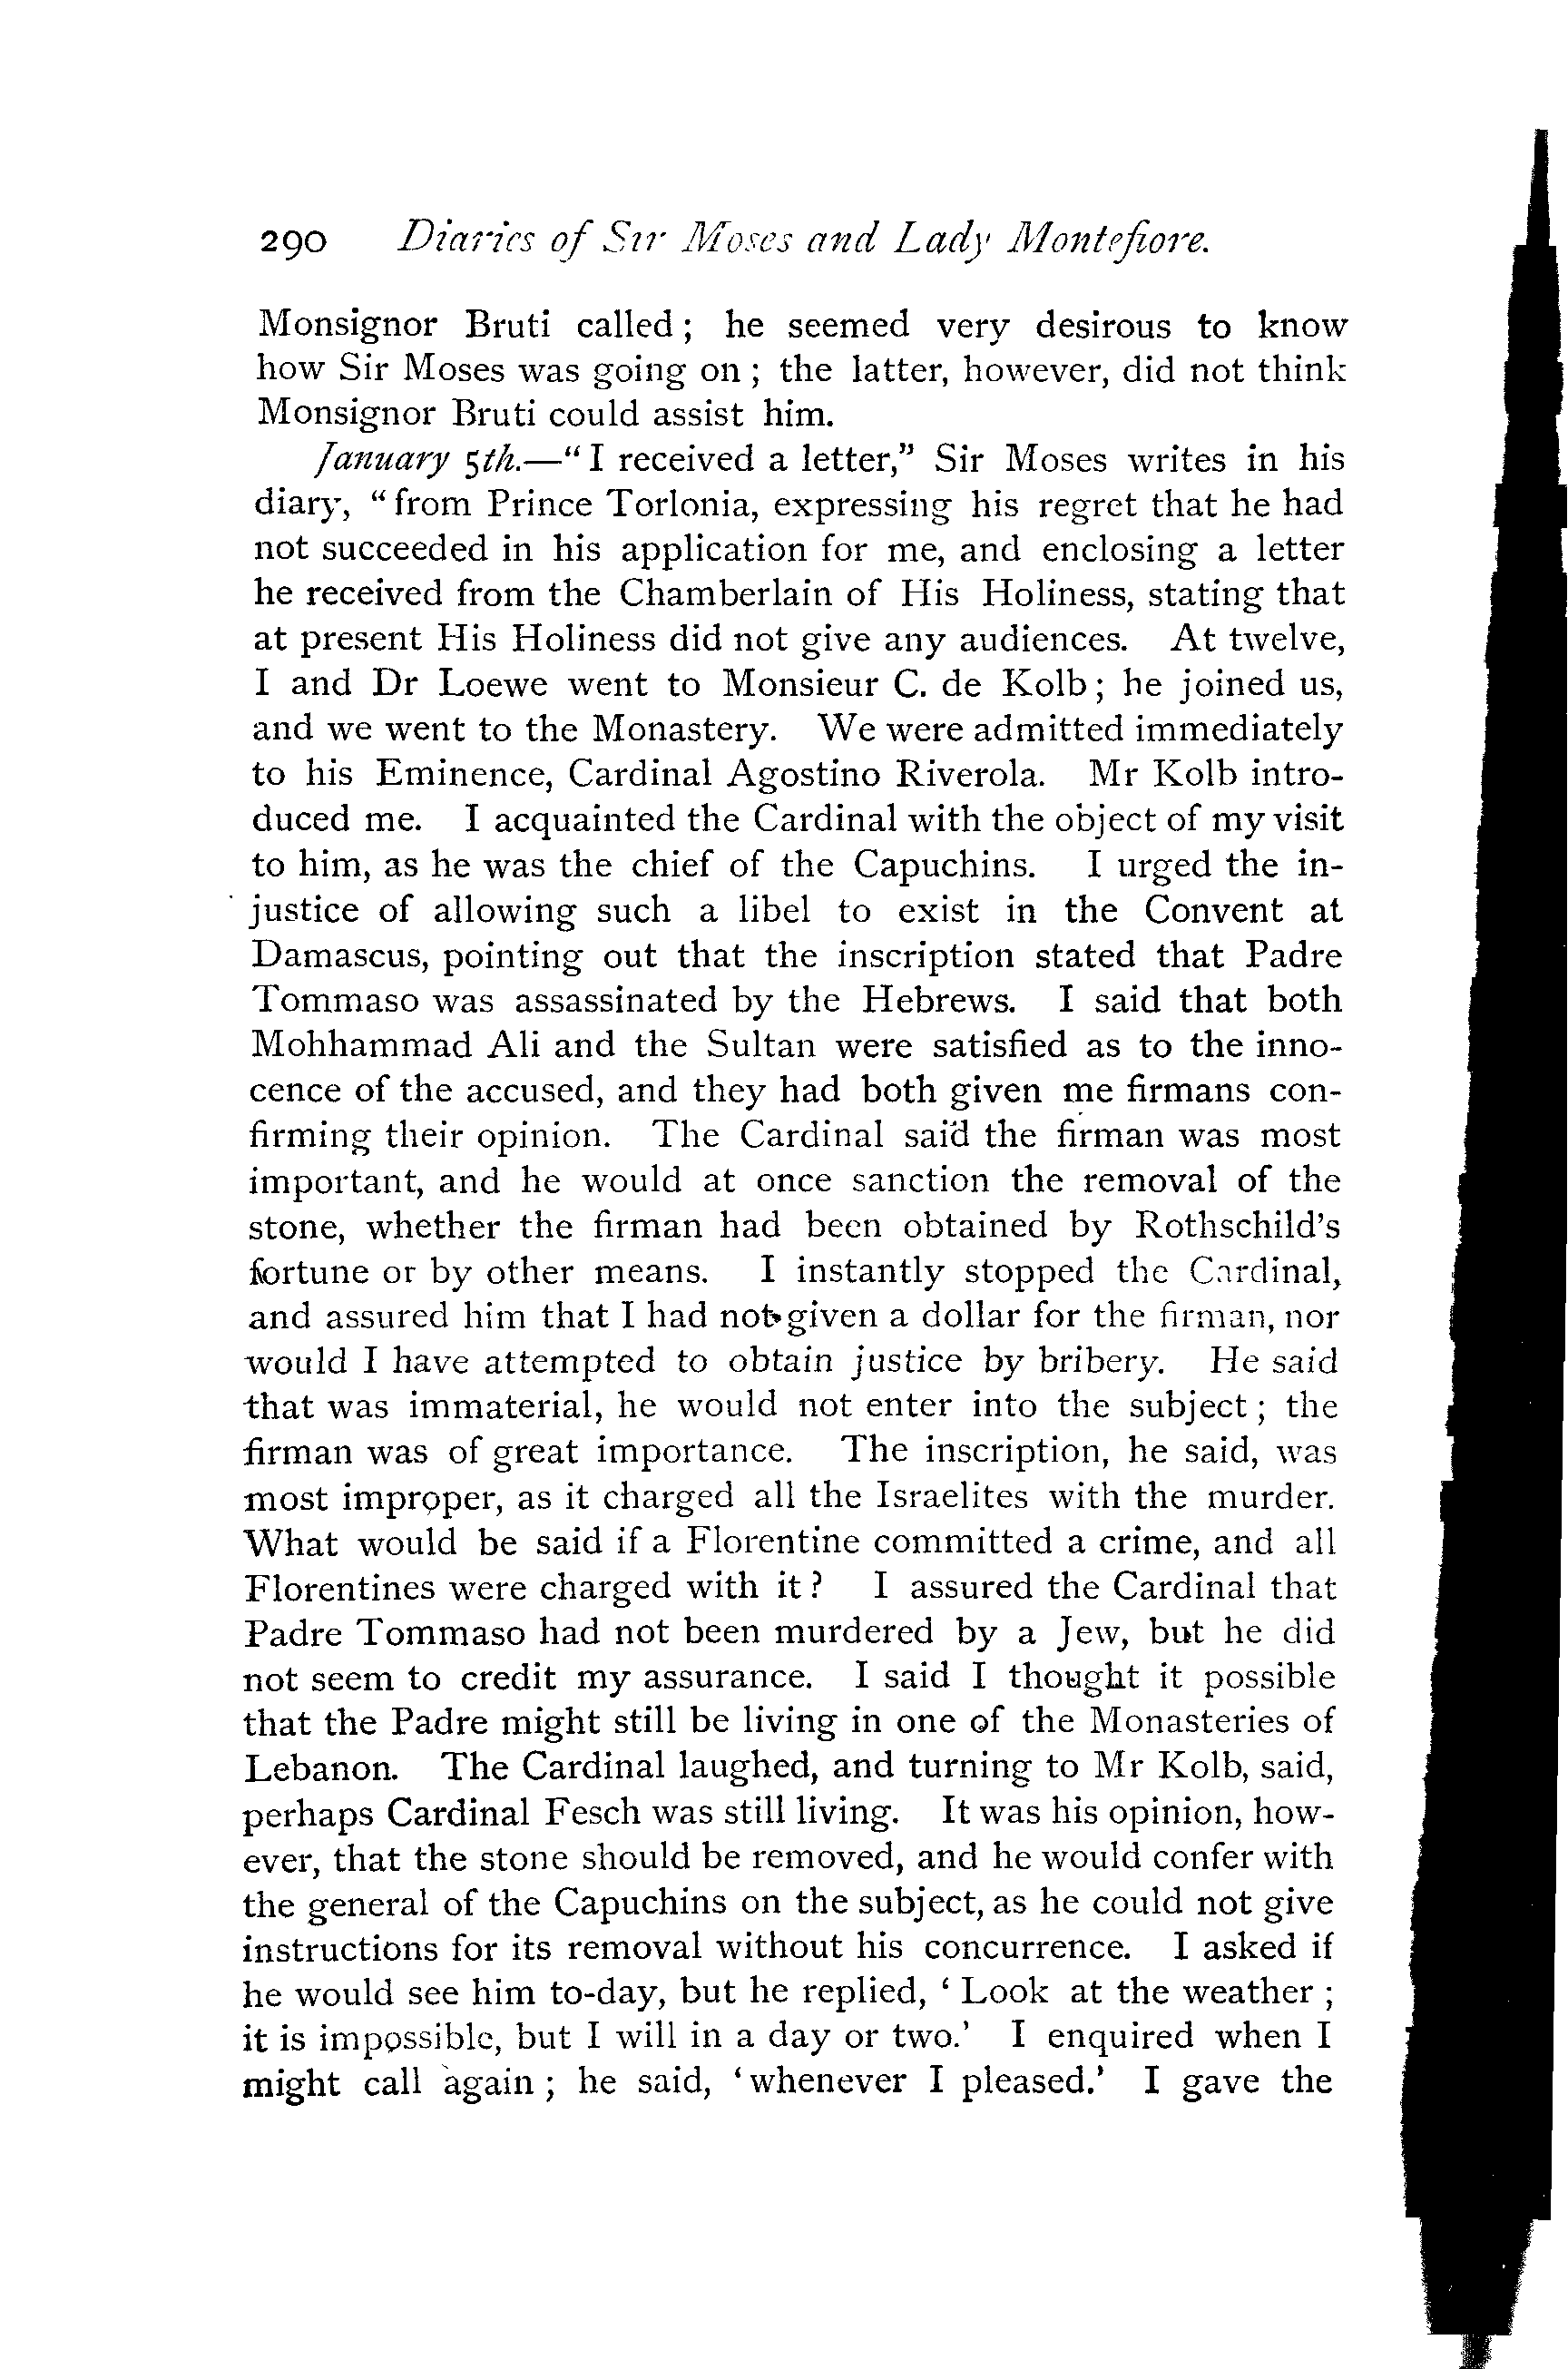 290 Diaries of Sir Moses and Lady Montefiore.
Monsignor Bruti called; he seemed very desirous to know
how Sir Moses was going on; the latter, however, did not think
Monsignor Bruti could assist him.
January 5th.—"I received a letter," Sir Moses writes in his
diary, "from Prince Torlonia, expressing his regret that he had
not succeeded in his application for me, and enclosing a letter
he received from the Chamberlain of His Holiness, stating that
at present His Holiness did not give any audiences. At twelve,
I and Dr Loewe went to Monsieur C. de Kolb; he joined us,
and we went to the Monastery. We were admitted immediately
to his Eminence, Cardinal Agostino Riverola. Mr Kolb intro-
duced me. I acquainted the Cardinal with the object of my visit
to him, as he was the chief of the Capuchins. I urged the in-
justice of allowing such a libel to exist in the Convent at
Damascus, pointing out that the inscription stated that Padre
Tommaso was assassinated by the Hebrews. I said that both
Mohhammad Ali and the Sultan were satisfied as to the inno-
cence of the accused, and they had both given me firmans con-
firming their opinion. The Cardinal said the firman was most
important, and he would at once sanction the removal of the
stone, whether the firman had been obtained by Rothschild's
fortune or by other means. I instantly stopped the Cardinal,
and assured him that I had not given a dollar for the firman, nor
would I have attempted to obtain justice by bribery. He said
that was immaterial, he would not enter into the subject; the
firman was of great importance. The inscription, he said, was
most improper, as it charged all the Israelites with the murder.
What would be said if a Florentine committed a crime, and all
Florentines were charged with it? I assured the Cardinal that
Padre Tommaso had not been murdered by a Jew, but he did
not seem to credit my assurance. I said I thought it possible
that the Padre might still be living in one of the Monasteries of
Lebanon. The Cardinal laughed, and turning to Mr Kolb, said,
perhaps Cardinal Fesch was still living. It was his opinion, how-
ever, that the stone should be removed, and he would confer with
the general of the Capuchins on the subject, as he could not give
instructions for its removal without his concurrence. I asked if
he would see him to-day, but he replied, 'Look at the weather;
it is impossible, but I will in a day or two.' I enquired when I
might call again; he said, 'whenever I pleased.' I gave the